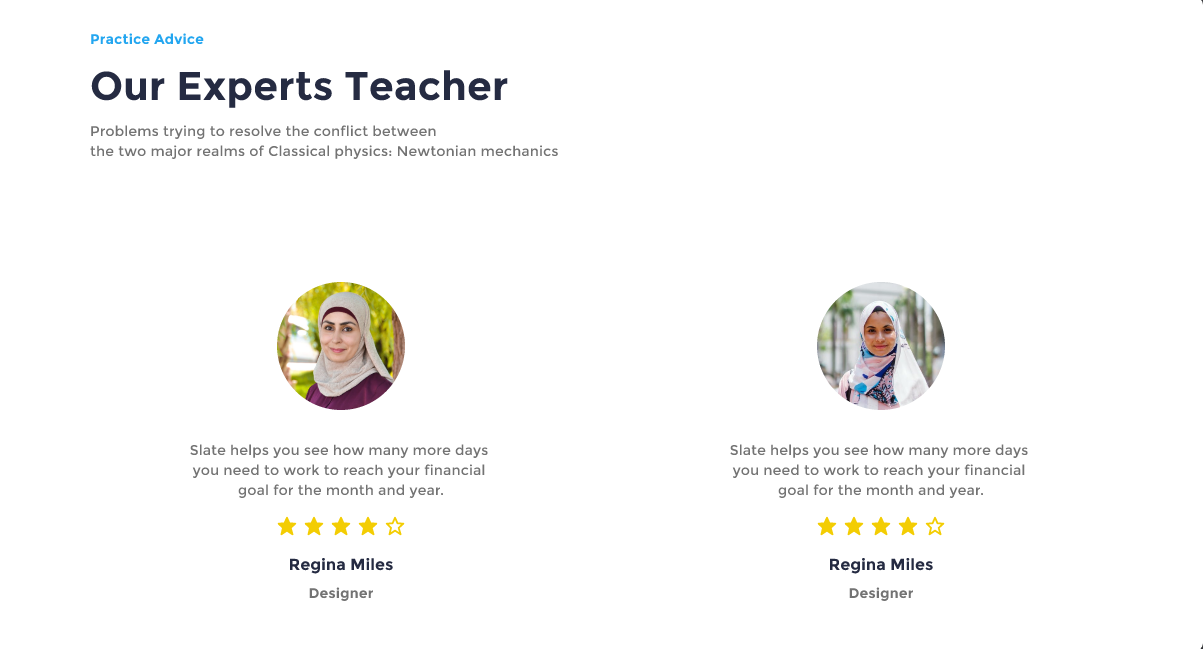 Practice Advice
Our Experts Teacher
Problems trying to resolve the conflict between
the two major realms of Classical physics: Newtonian mechanics
Slate helps you see how many more days
you need to work to reach your financial
goal for the month and year.
Regina Miles
Designer
Slate helps you see how many more days
you need to work to reach your financial
goal for the month and year.
Regina Miles
Designer